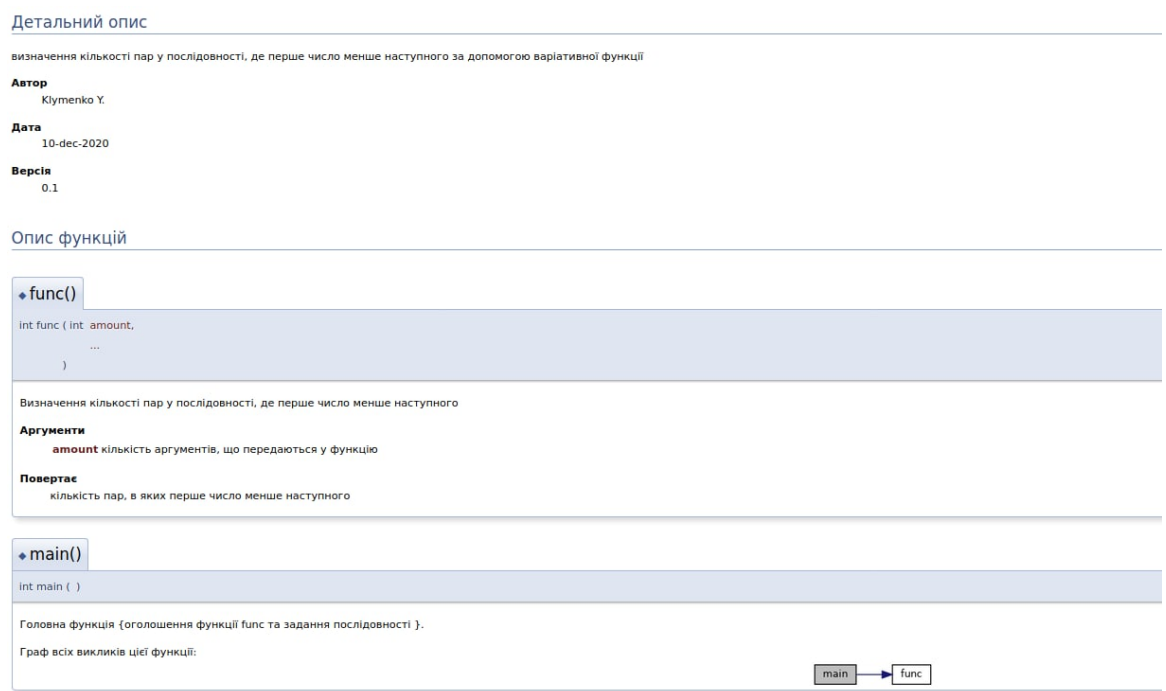 Детальний опис
визначення кількості пар у послідовності, де перше число менше наступного за допомогою варіативної функції
Автор
Klymenko Y.
Дата
10-dec-2020
Версія
0.1
Опис функцій
◆ func()
int func ( int amount,
...
)
Визначення кількості пар у послідовності, де перше число менше наступного
Аргументи
amount кількість аргументів, що передаються у функцію
Повертає
кількість пар, в яких перше число менше наступного
◆ main()
int main ( )
Головна функція {оголошення функції func та задання послідовності }.
Граф всіх викликів цієї функції:
main func